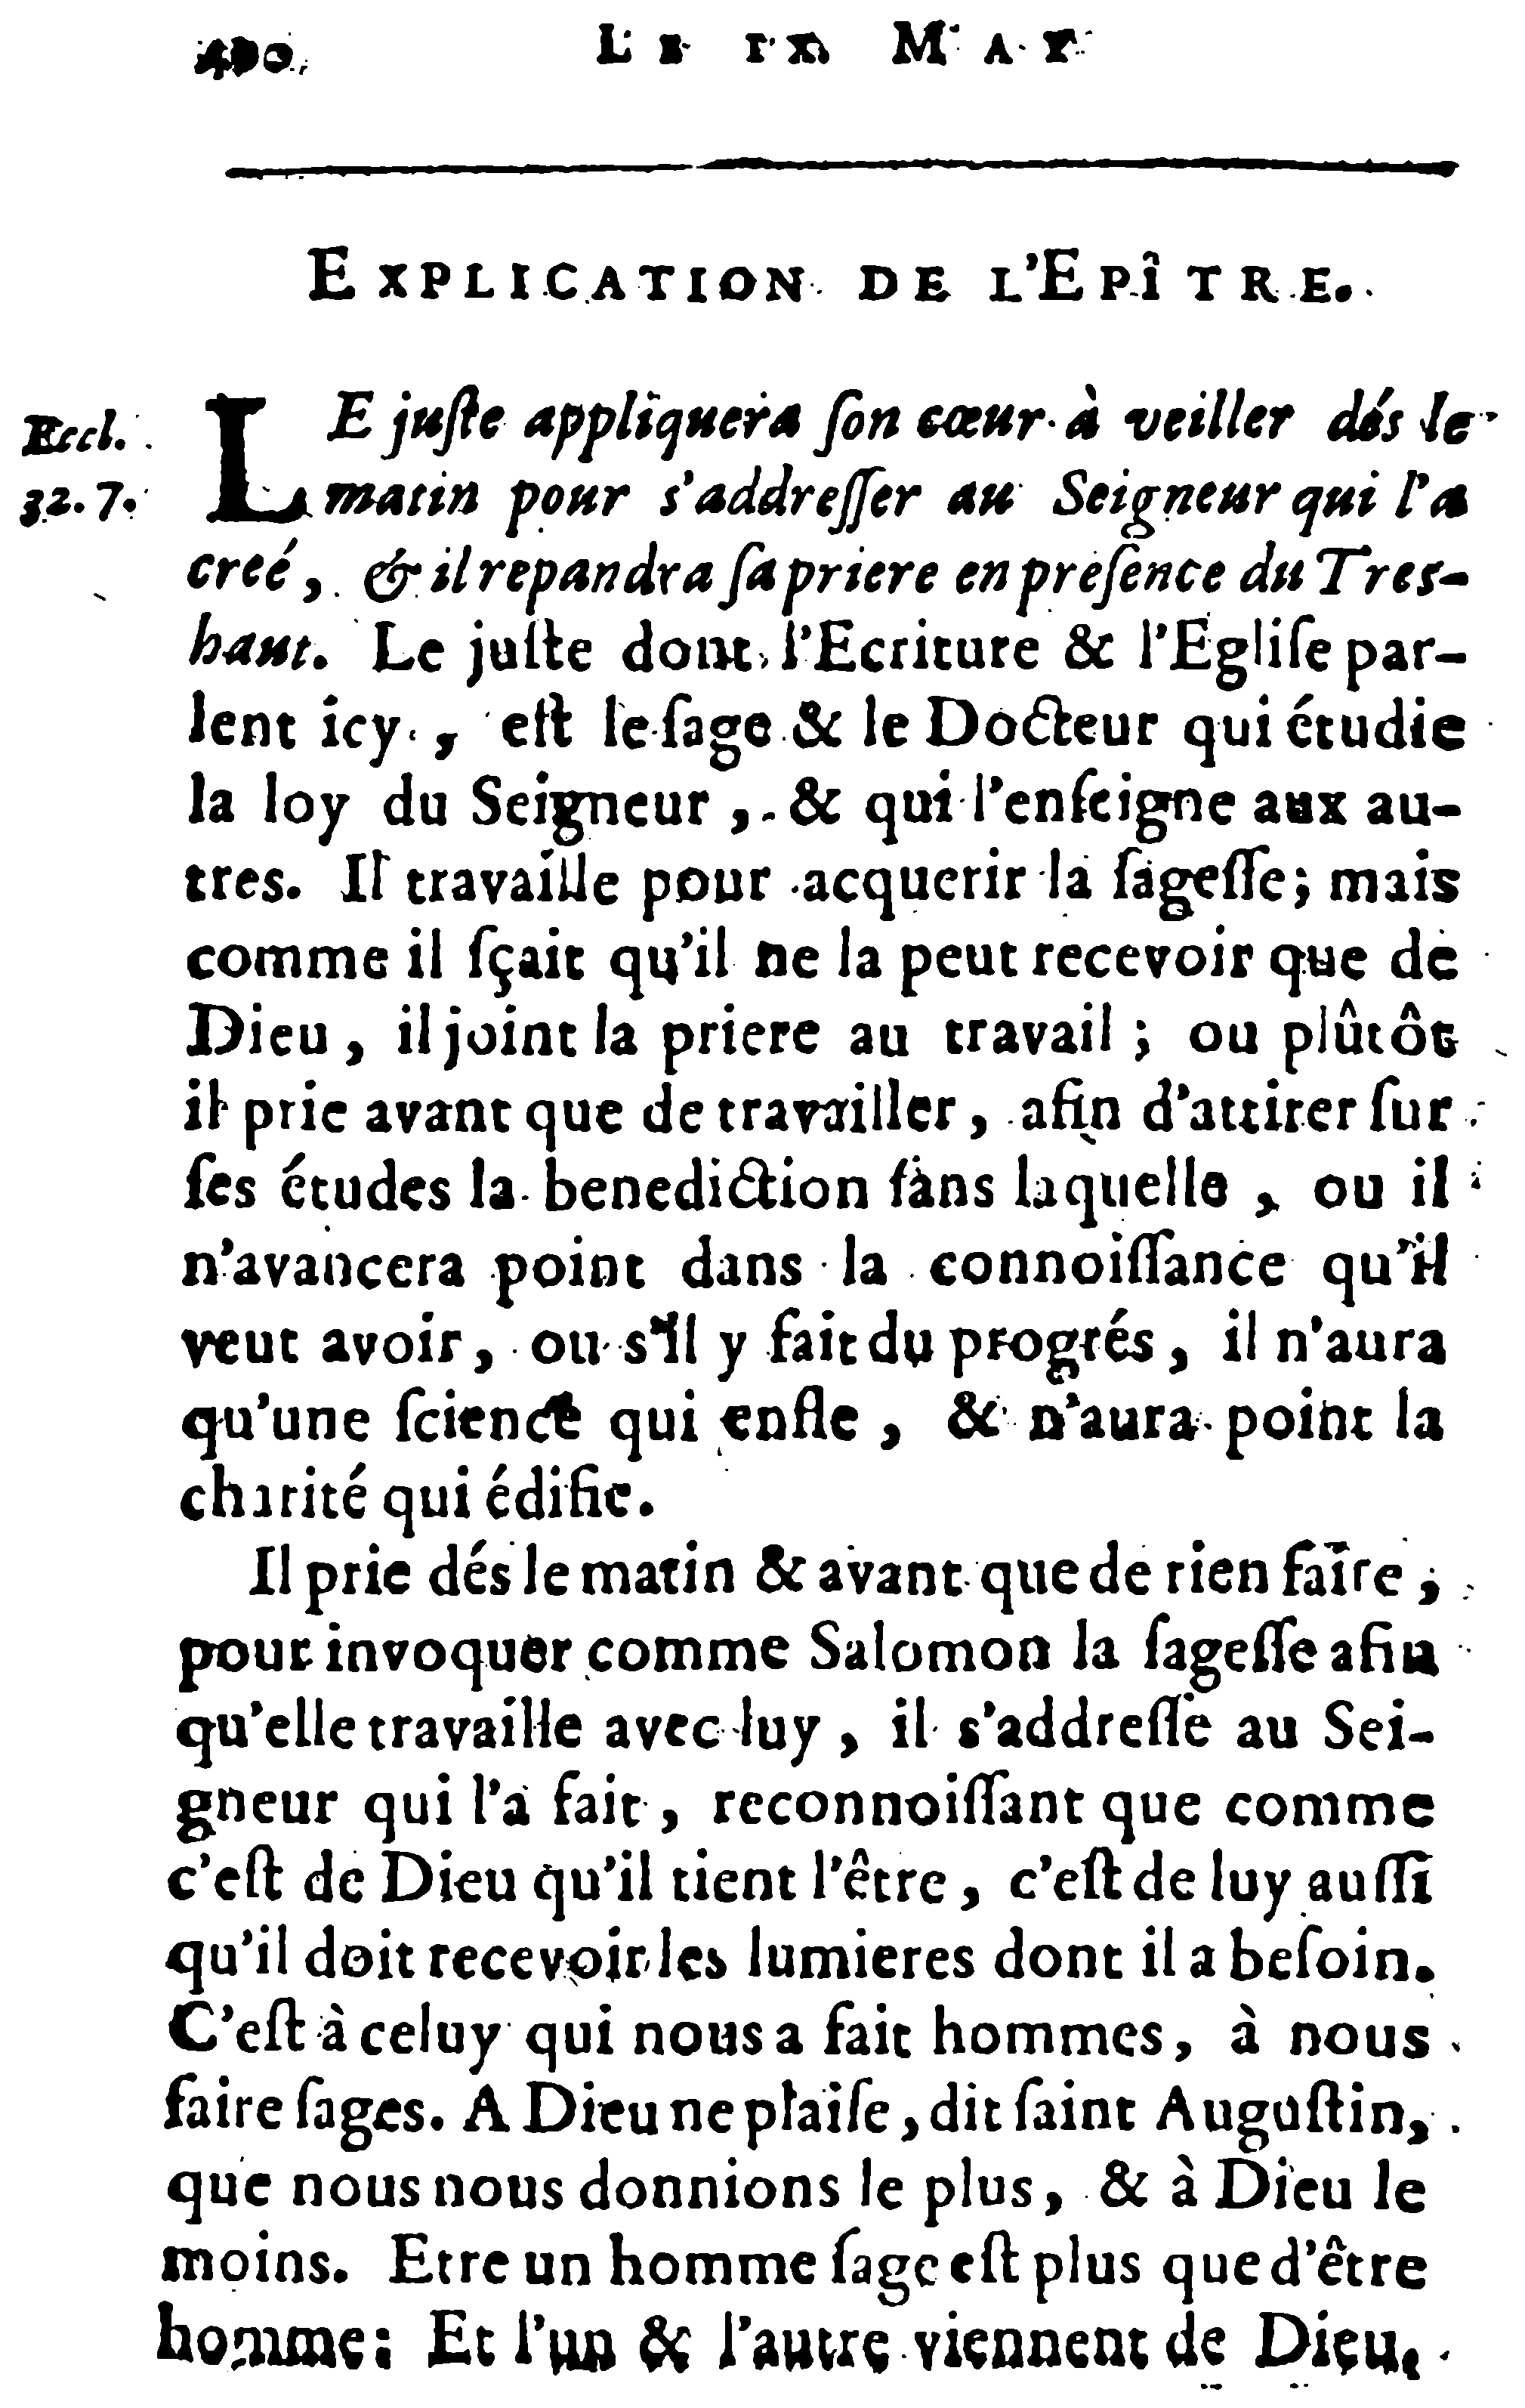 LE IX MAY
EXPLICATION DE L'EPÎTRE.
Eccl.
32. 7.
LE juſte appliquera ſon cœur à veiller dés le
matin pour s'addreſſer au Seigneur qui l'a
creé, & il repandra ſa priere en preſence du Tres-
haut. Le juſte dont l'Ecriture & l'Egliſe par-
lent icy, eſt le ſage & le Docteur qui étudie
la loy du Seigneur, & qui l'enſeigne aux au-
tres. Il travaille pour acquerir la ſageſſe; mais
comme il ſçait qu'il ne la peut recevoir que de
Dieu, il joint la priere au travail; ou plûtôt
il prie avant que de travailler, afin d'attirer ſur
ſes études la benediction ſans laquelle, ou il
n'avancera point dans la connoiſſance qu'il
veut avoir, ou s'il y fait du progrés, il n'aura
qu'une ſcience qui enfle, & n'aura point la
charité qui édifie.
Il prie dés le matin & avant que de rien faire,
pour invoquer comme Salomon la ſageſſe afin
qu'elle travaille avec luy, il s'addreſſe au Sei-
gneur qui l'a fait, reconnoiſſant que comme
c'eſt de Dieu qu'il tient l'être, c'eſt de luy auſſi
qu'il doit recevoir les lumieres dont il a beſoin.
C'eſt à celuy qui nous a fait hommes, à nous
faire ſages. A Dieu ne plaiſe, dit ſaint Auguſtin,
que nous nous donnions le plus, & à Dieu le
moins. Etre un homme ſage eſt plus que d'être
homme: Et l'un & l'autre viennent de Dieu,